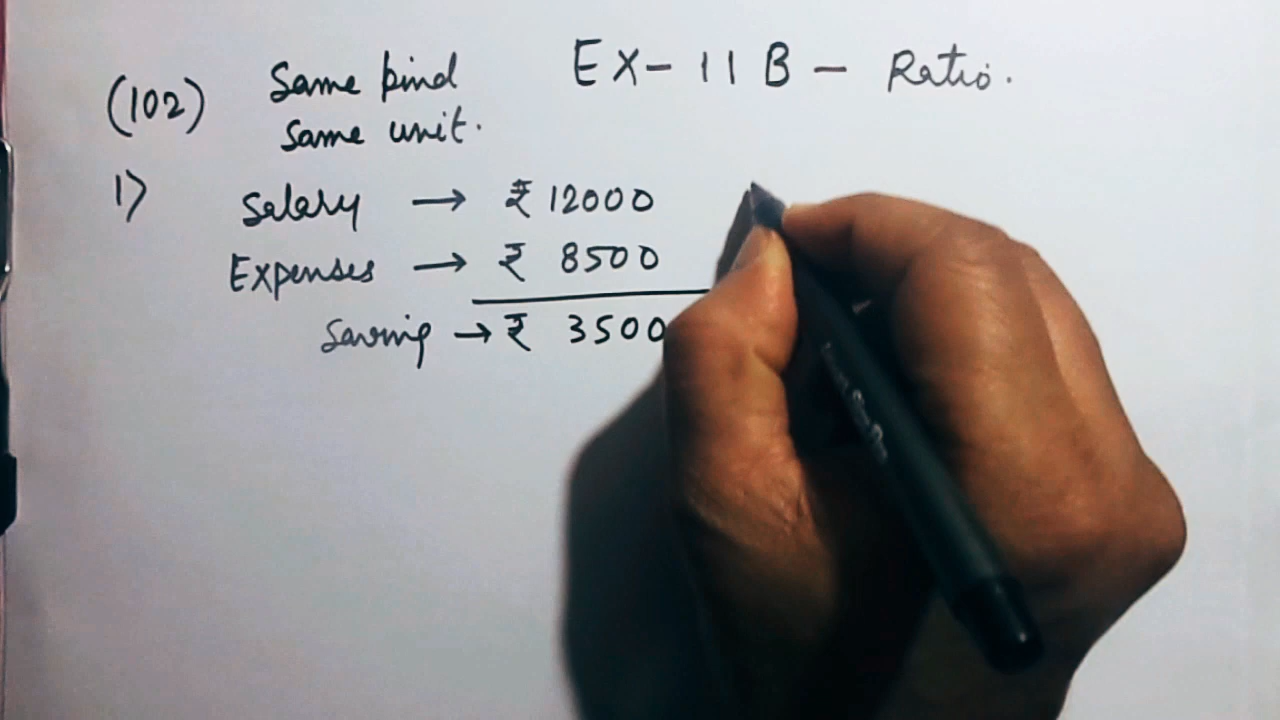 EX-11 B - Ratio.
(102) Same kind
Same unit.
1) Salary → ₹ 12000
Expenses → ₹ 8500
Saving → ₹ 3500